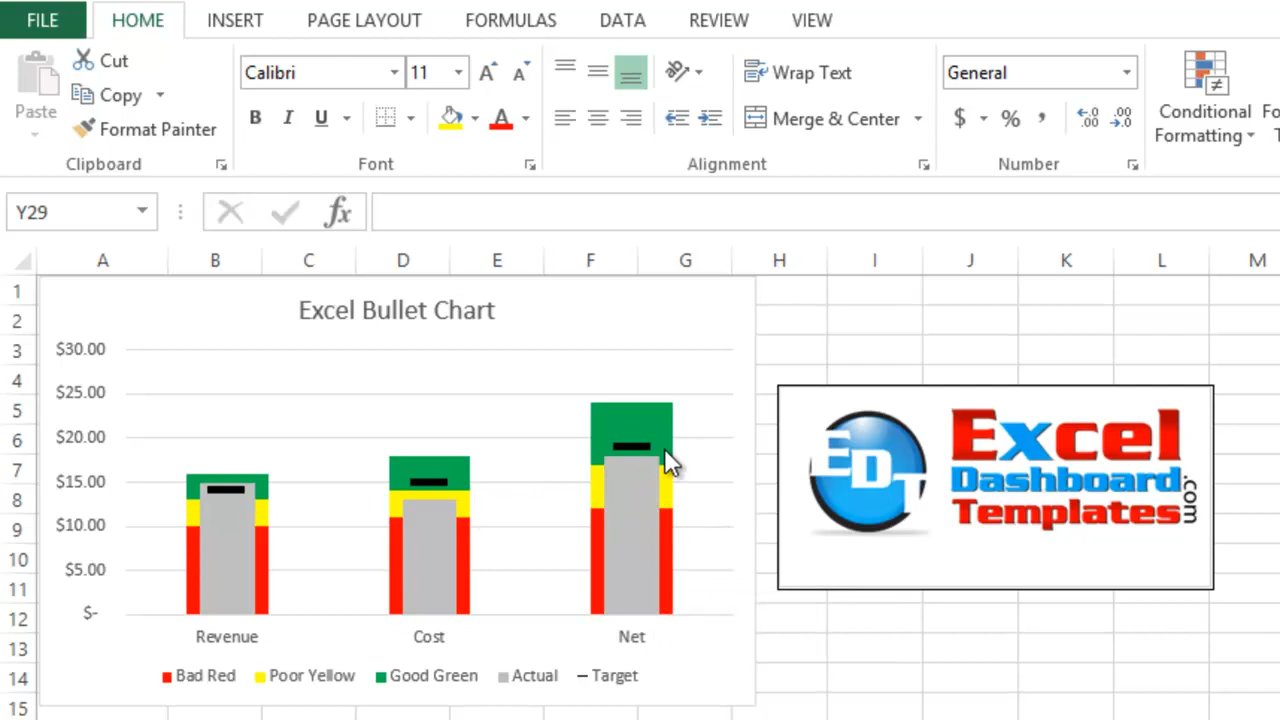 FILE HOME INSERT PAGE LAYOUT FORMULAS DATA REVIEW VIEW
Paste
Cut
Copy
Format Painter
Clipboard
Calibri 11
B I U A
Font
Wrap Text
Merge & Center
Alignment
General
$ % , .00 .00
Number
Conditional
Formatting
Y29
fx
A B C D E F G H I J K L M
1
2
3
4
5
6
7
8
9
10
11
12
13
14
15
Excel Bullet Chart
$30.00
$25.00
$20.00
$15.00
$10.00
$5.00
$-
Revenue Cost Net
Bad Red Poor Yellow Good Green Actual Target
EDT
Excel
Dashboard
Templates
.com